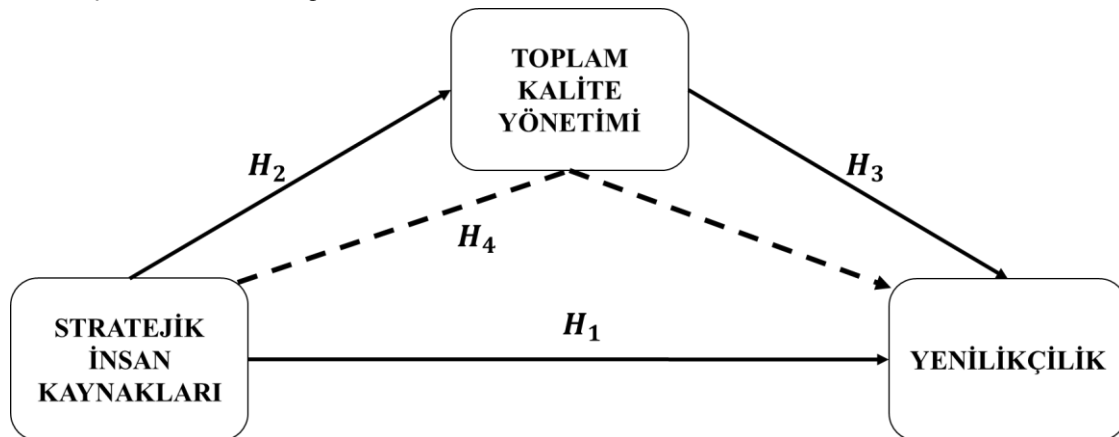 TOPLAM
KALİTE
YÖNETİMİ
H₂
H₃
H₄
STRATEJİK
İNSAN
KAYNAKLARI
H₁
YENİLİKÇİLİK